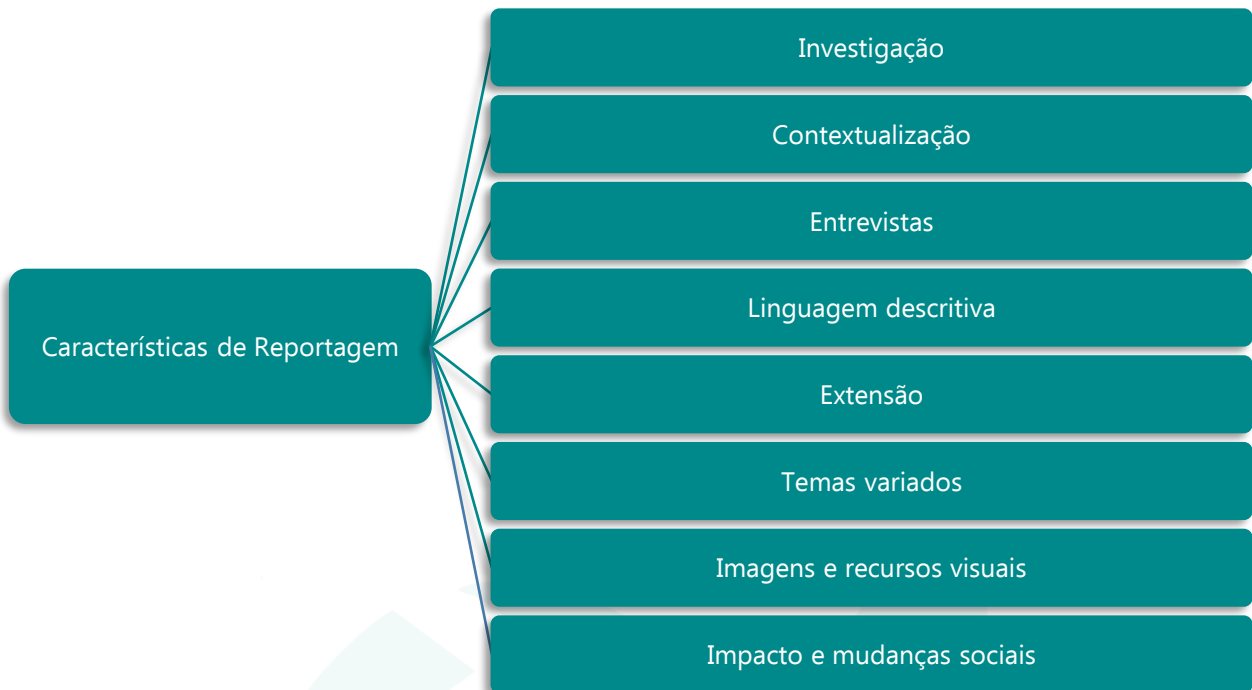 Investigação
Contextualização
Entrevistas
Linguagem descritiva
Características de Reportagem
Extensão
Temas variados
Imagens e recursos visuais
Impacto e mudanças sociais